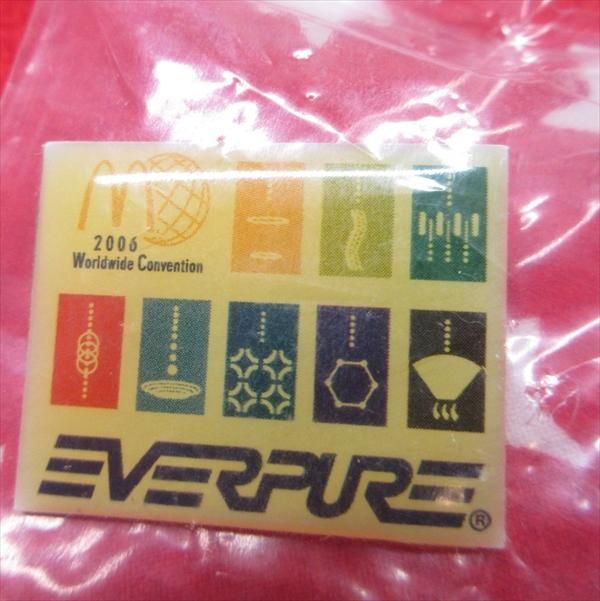 M
2006
Worldwide Convention
EVERPURE®